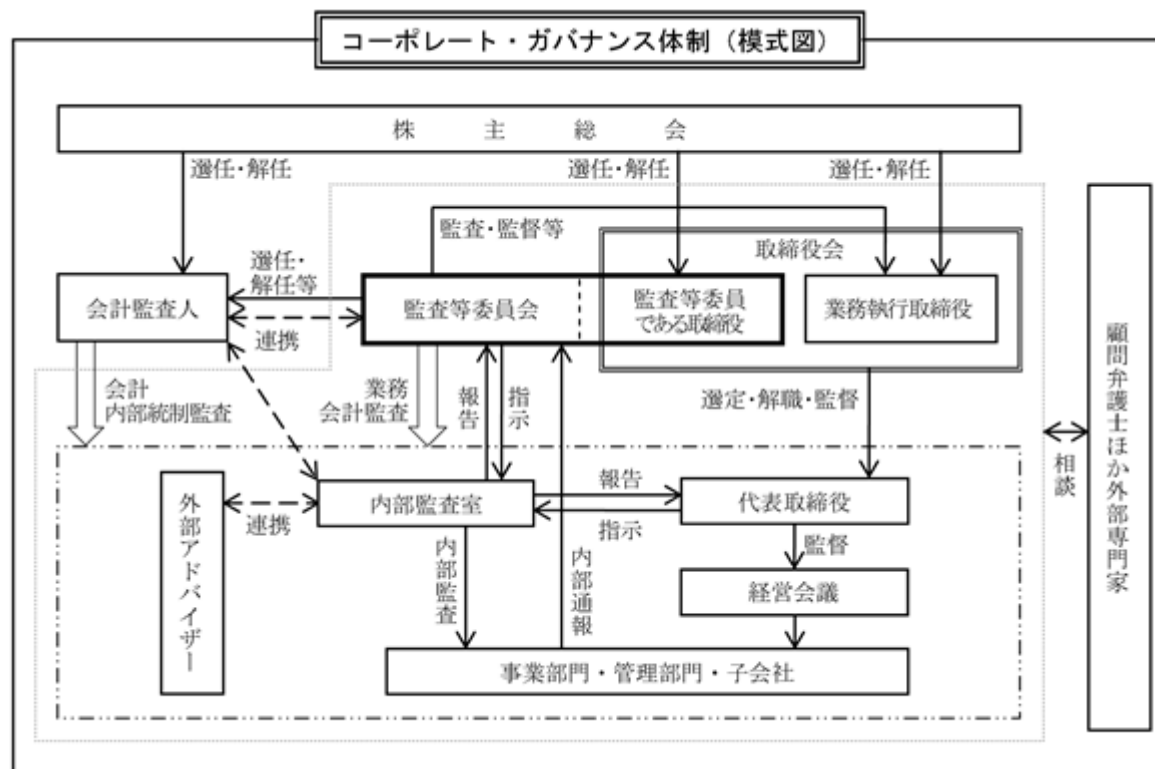 コーポレート・ガバナンス体制（模式図）
株主総会
選任・解任
選任・解任
選任・解任
監査・監督等
取締役会
選任・
解任等
会計監査人
監査等委員会
監査等委員
である取締役
業務執行取締役
連携
会計
内部統制監査
業務
会計監査
報告
指示
選定・解職・監督
相談
顧問弁護士ほか外部専門家
外部アドバイザー
連携
内部監査室
報告
指示
代表取締役
監督
内部監査
内部通報
経営会議
事業部門・管理部門・子会社